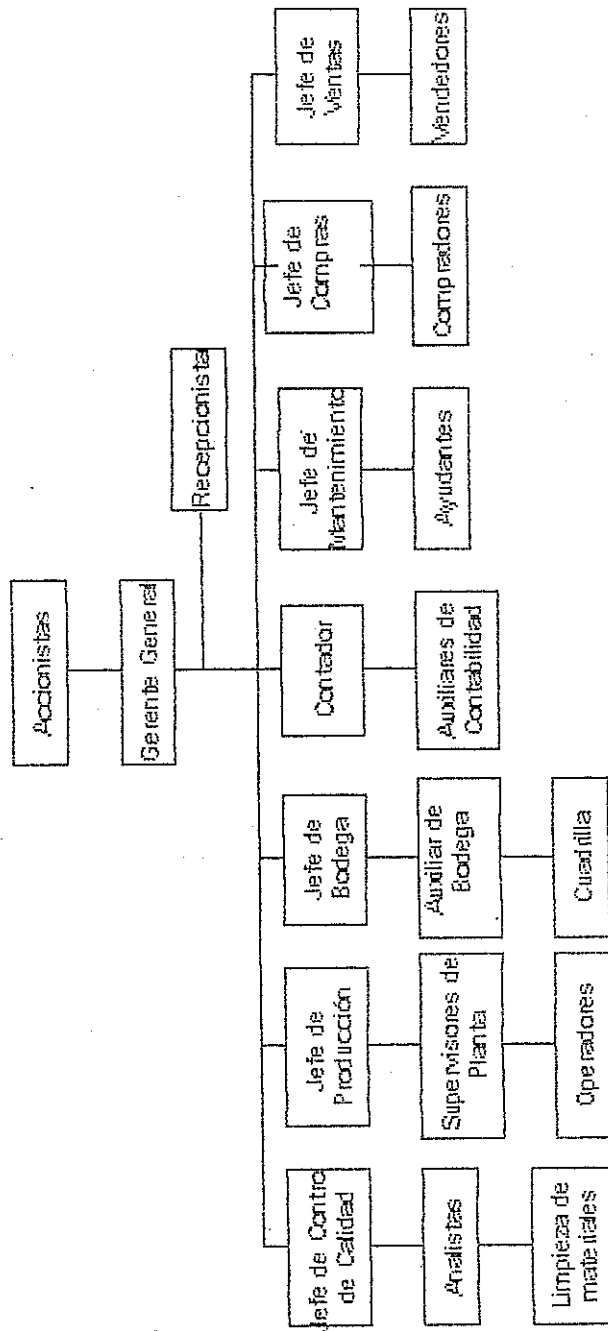 Accionistas
Gerente General
Recepcionista
Jefe de Contro
de Calidad
Jefe de
Producción
Jefe de
Bodega
Contador
Jefe de
Mantenimiento
Jefe de
Compras
Jefe de
Ventas
Analistas
Supervisores de
Planta
Auxiliar de
Bodega
Auxiliares de
Contabilidad
Ayudantes
Compradores
Vendedores
Limpieza de
materiales
Operadores
Cuadrilla